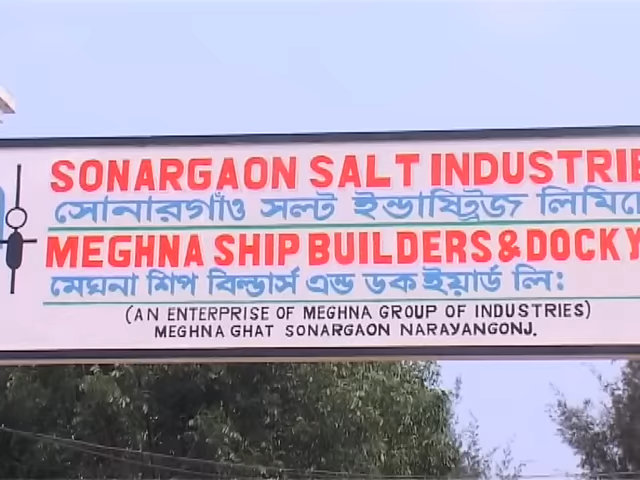 SONARGAON SALT INDUSTRIE
সোনারগাঁও সল্ট ইন্ডাষ্ট্রিজ লিমিটে
MEGHNA SHIP BUILDERS & DOCKY
মেঘনা শিপ বিল্ডার্স এন্ড ডক ইয়ার্ড লি:
(AN ENTERPRISE OF MEGHNA GROUP OF INDUSTRIES)
MEGHNA GHAT SONARGAON NARAYANGONJ.